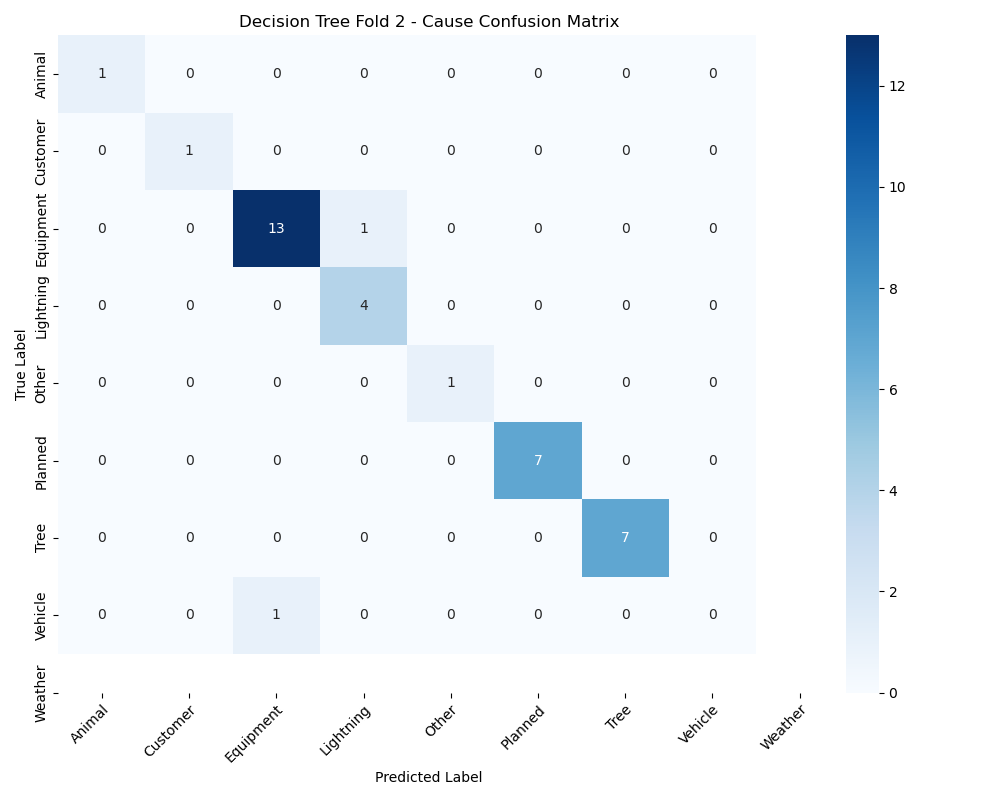 Decision Tree Fold 2 - Cause Confusion Matrix
True Label
Animal 1 0 0 0 0 0 0 0
Customer 0 1 0 0 0 0 0 0
Equipment 0 0 13 1 0 0 0 0
Lightning 0 0 0 4 0 0 0 0
Other 0 0 0 0 1 0 0 0
Planned 0 0 0 0 0 7 0 0
Tree 0 0 0 0 0 0 7 0
Vehicle 0 0 1 0 0 0 0 0
Weather
Animal Customer Equipment Lightning Other Planned Tree Vehicle Weather
Predicted Label
12
10
8
6
4
2
0